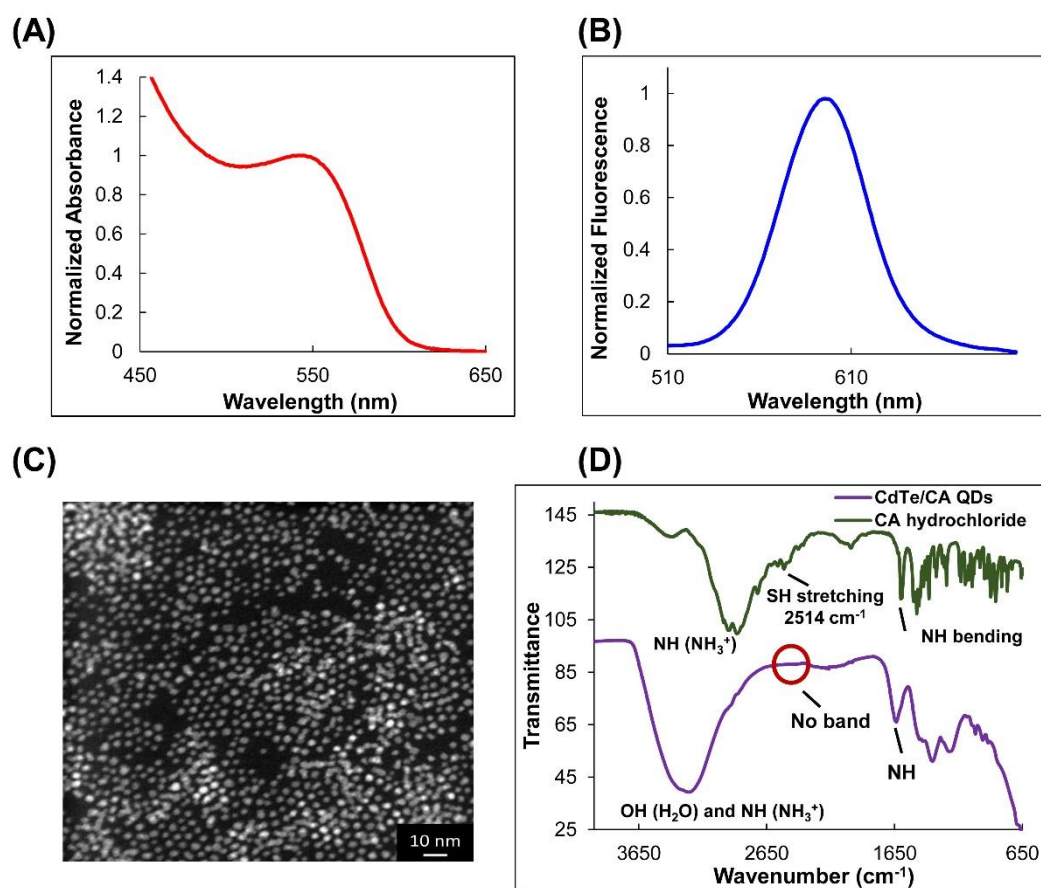 (A)
1.4
1.2
1
0.8
0.6
0.4
0.2
0
450
550
650
Normalized Absorbance
Wavelength (nm)
(B)
1
0.8
0.6
0.4
0.2
0
510
610
Normalized Fluorescence
Wavelength (nm)
(C)
10 nm
(D)
CdTe/CA QDs
CA hydrochloride
145
125
105
85
65
45
25
Transmittance
SH stretching
2514 cm⁻¹
NH (NH₃⁺)
NH bending
No band
NH
OH (H₂O) and NH (NH₃⁺)
3650
2650
1650
650
Wavenumber (cm⁻¹)